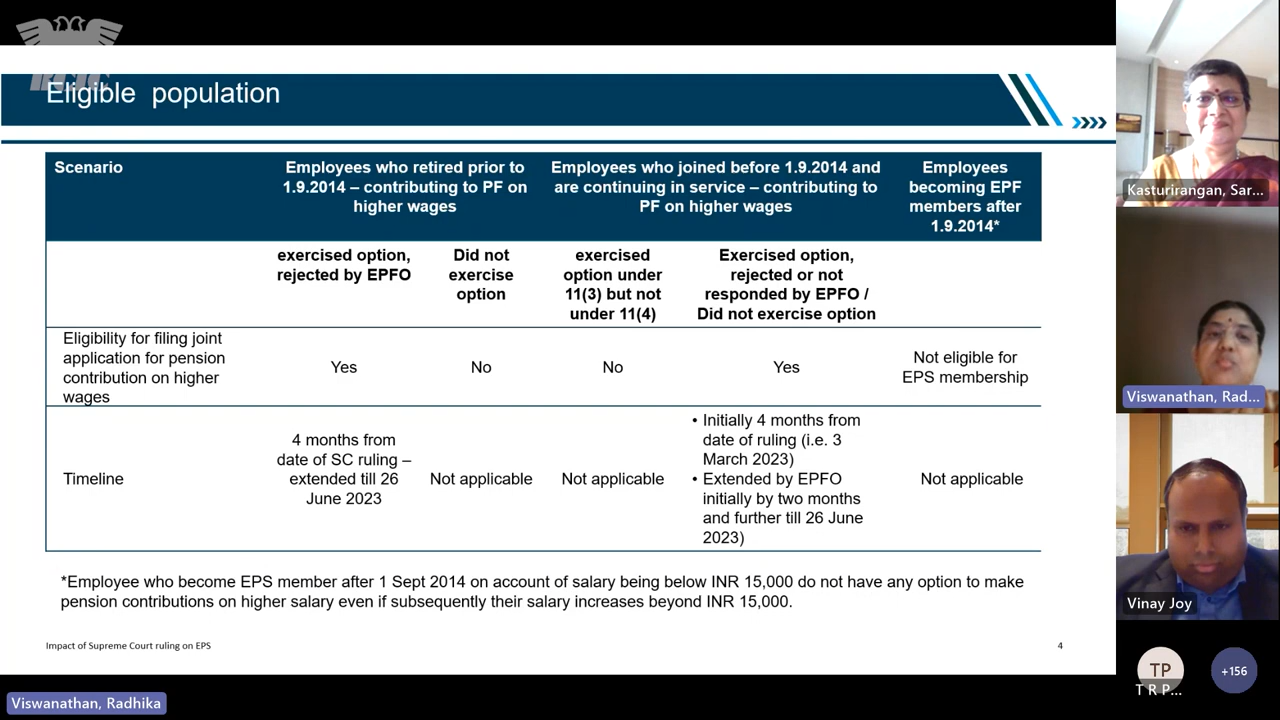 Eligible population
Scenario
Employees who retired prior to
1.9.2014 – contributing to PF on
higher wages
Employees who joined before 1.9.2014 and
are continuing in service – contributing to
PF on higher wages
Employees
becoming EPF
members after
1.9.2014*
exercised option,
rejected by EPFO
Did not
exercise
option
exercised
option under
11(3) but not
under 11(4)
Exercised option,
rejected or not
responded by EPFO /
Did not exercise option
Eligibility for filing joint
application for pension
contribution on higher
wages
Yes
No
No
Yes
Not eligible for
EPS membership
Timeline
4 months from
date of SC ruling –
extended till 26
June 2023
Not applicable
Not applicable
• Initially 4 months from
date of ruling (i.e. 3
March 2023)
• Extended by EPFO
initially by two months
and further till 26 June
2023)
Not applicable
*Employee who become EPS member after 1 Sept 2014 on account of salary being below INR 15,000 do not have any option to make
pension contributions on higher salary even if subsequently their salary increases beyond INR 15,000.
Impact of Supreme Court ruling on EPS
4
Kasturirangan, Sar...
Viswanathan, Rad...
Vinay Joy
TP
T R P...
+156
Viswanathan, Radhika